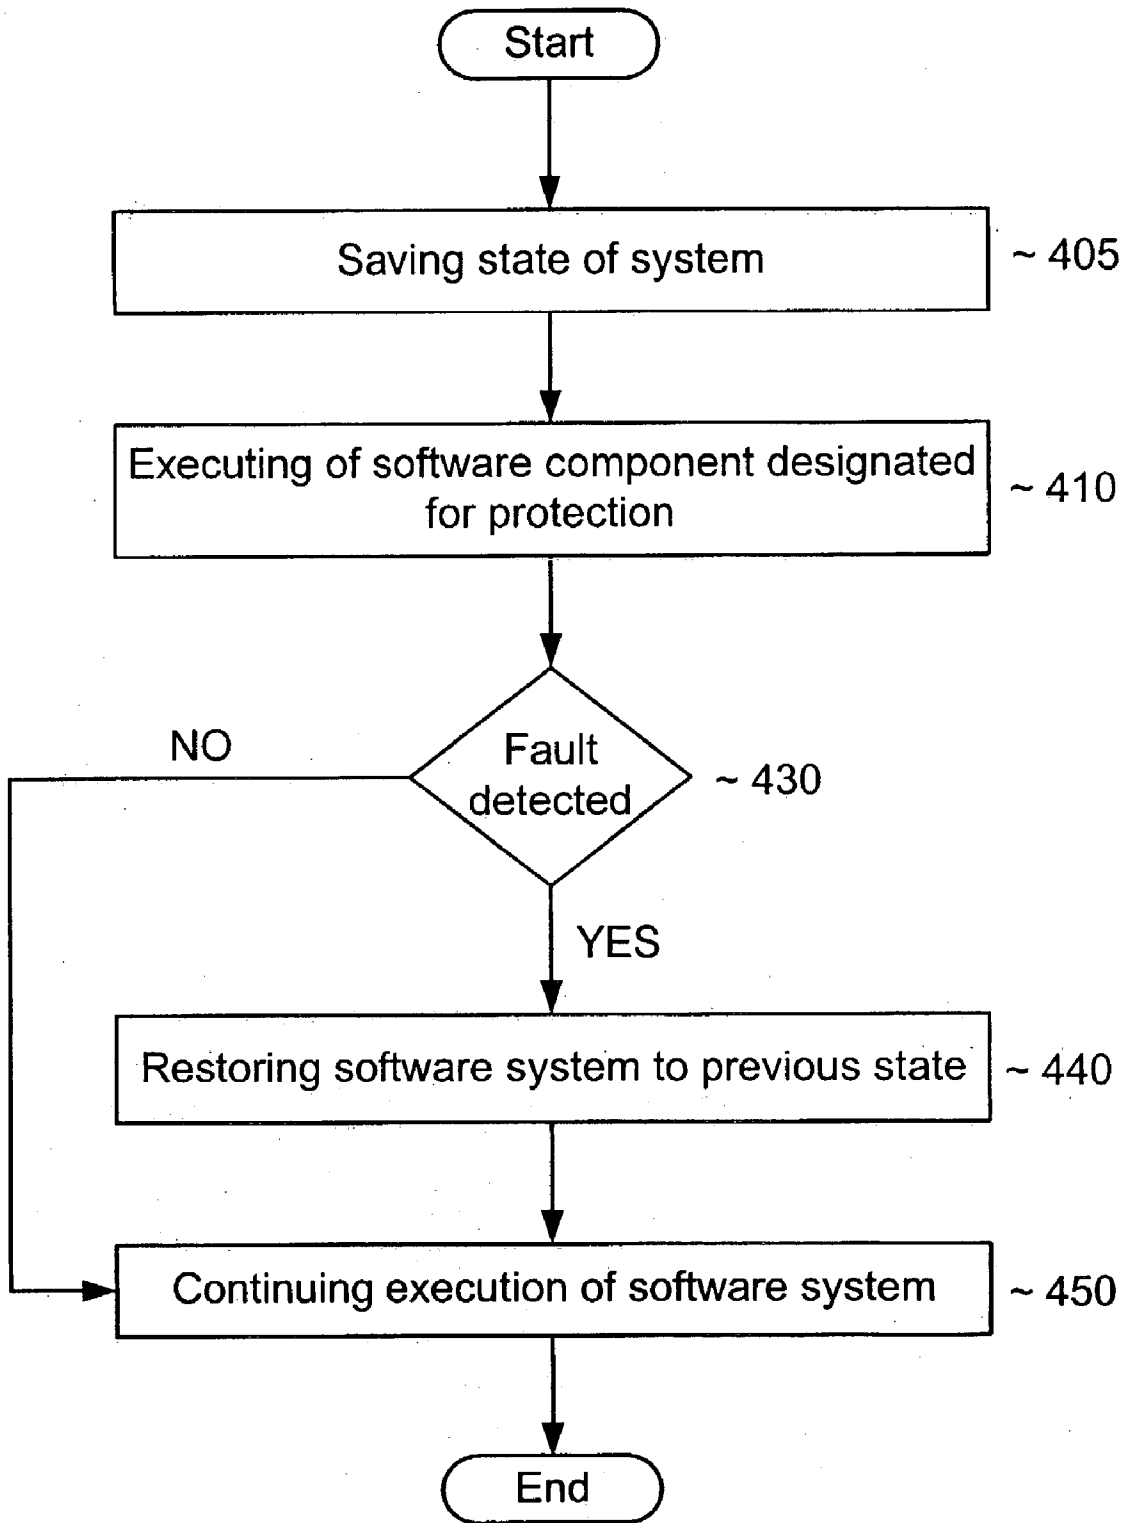 Start
Saving state of system
~ 405
Executing of software component designated
for protection
~ 410
Fault
detected
~ 430
NO
YES
Restoring software system to previous state
~ 440
Continuing execution of software system
~ 450
End